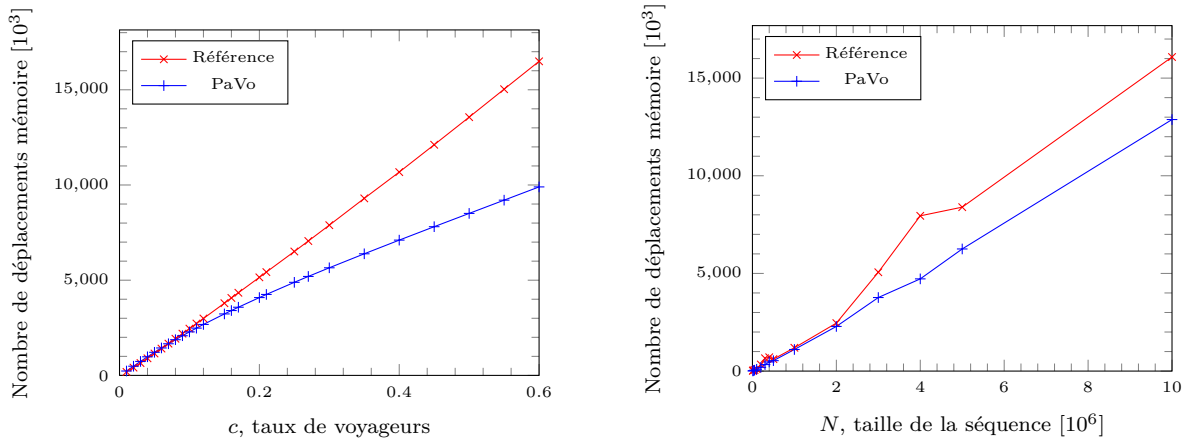 Nombre de déplacements mémoire [10³]
Référence
PaVo
15,000
10,000
5,000
0
0
0.2
0.4
0.6
c, taux de voyageurs
Nombre de déplacements mémoire [10³]
Référence
PaVo
15,000
10,000
5,000
0
0
2
4
6
8
10
N, taille de la séquence [10⁶]